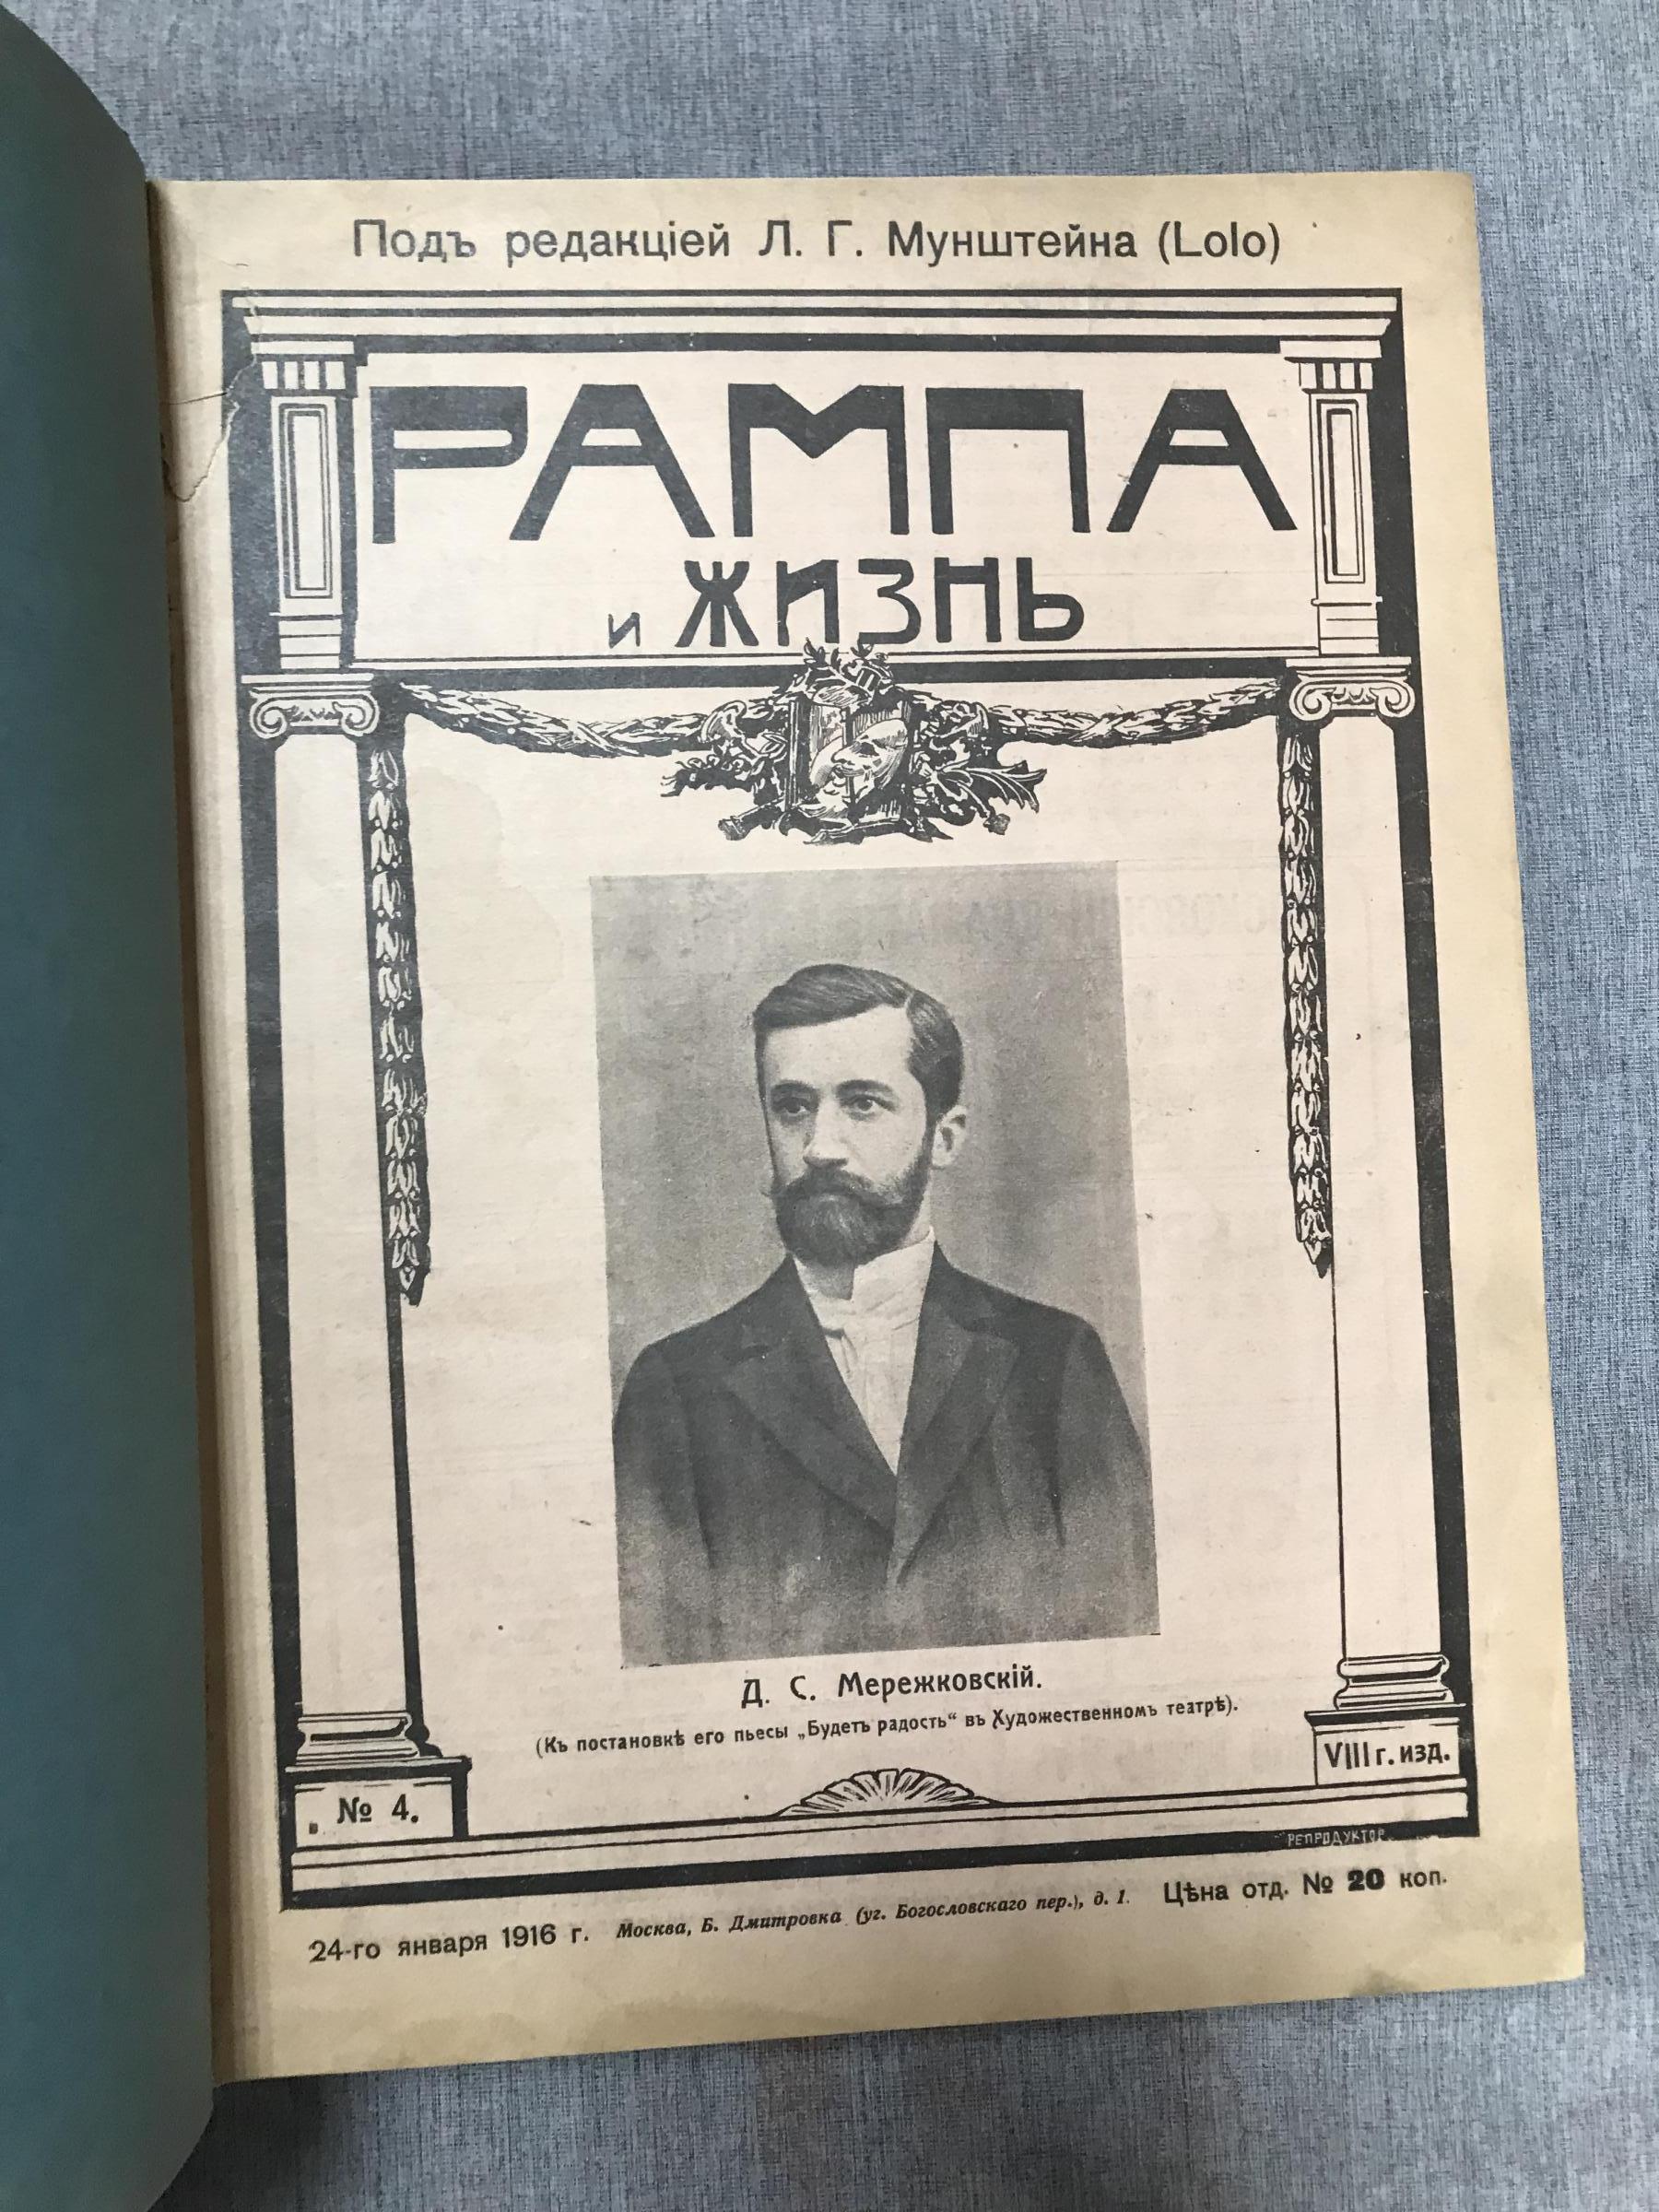 Подъ редакціей Л. Г. Мунштейна (Lolo)
РАМПА
и ЖИЗНЬ
Д. С. Мережковскій.
(Къ постановкѣ его пьесы „Будетъ радость“ въ Художественномъ театрѣ).
№ 4.
VIII г. изд.
РЕПРОДУКТОР
24-го января 1916 г. Москва, Б. Дмитровка (уг. Богословскаго пер.), д. 1. Цѣна отд. № 20 коп.